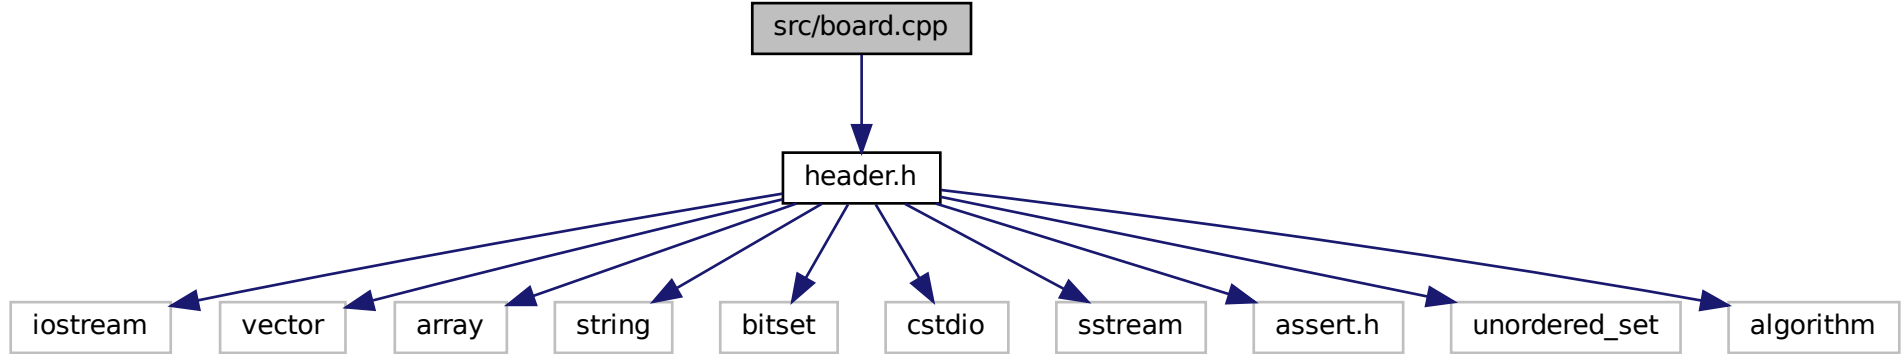 src/board.cpp
header.h
iostream
vector
array
string
bitset
cstdio
sstream
assert.h
unordered_set
algorithm